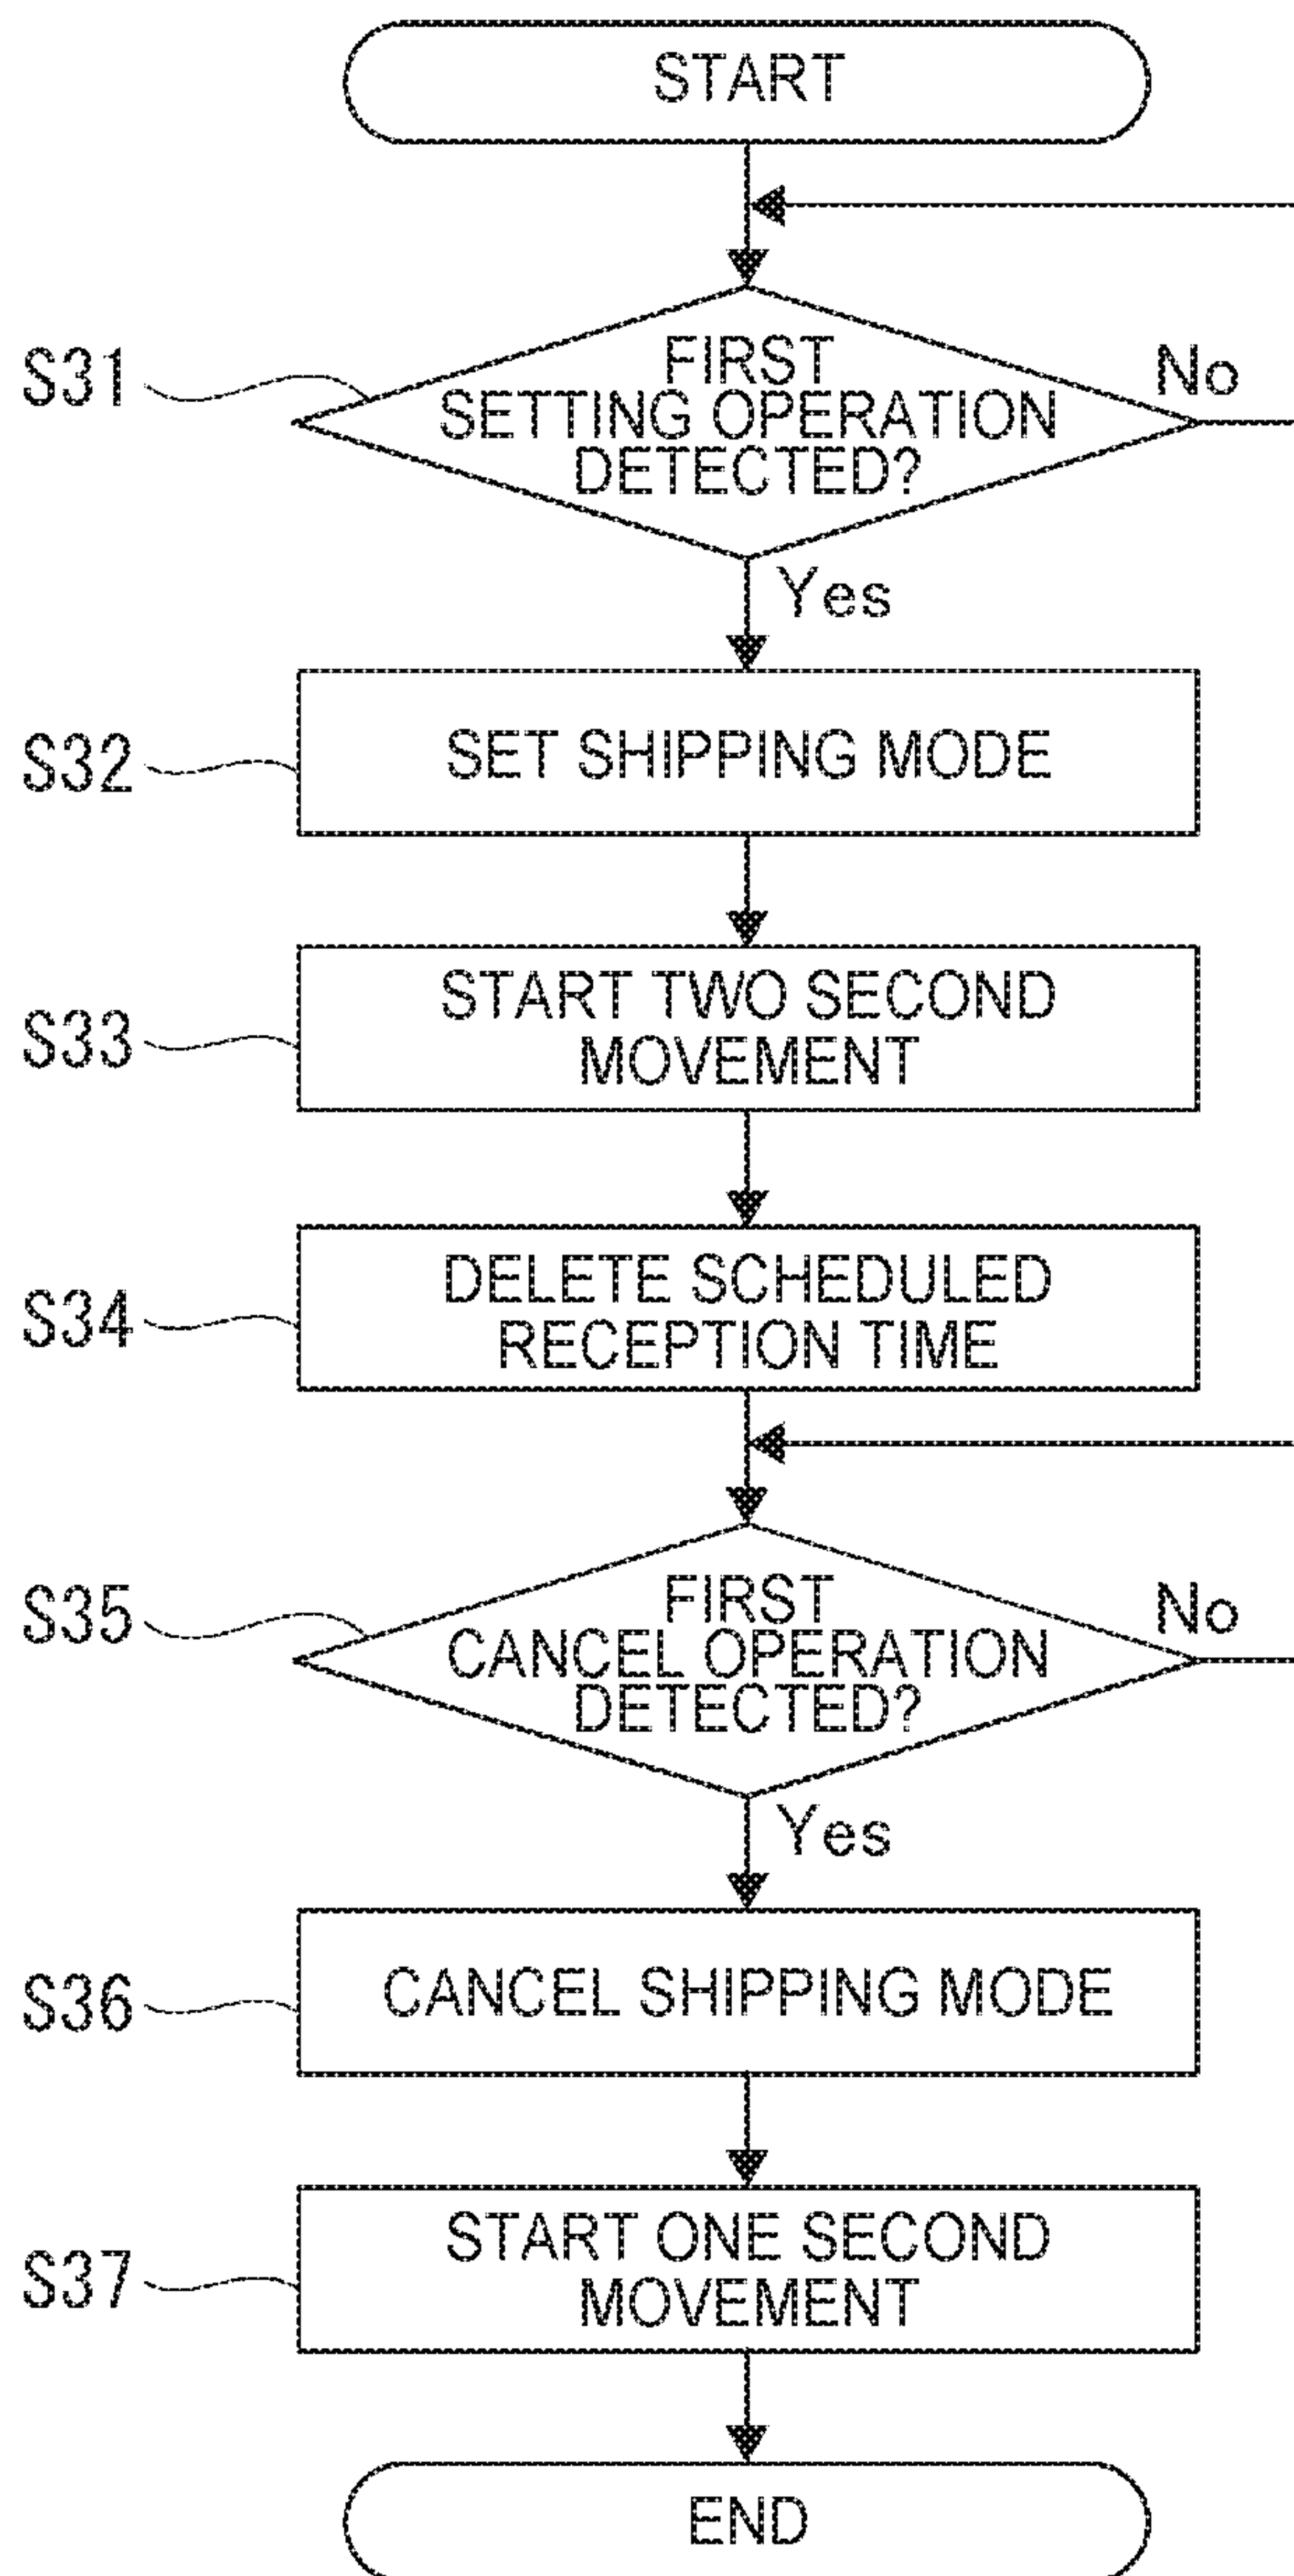 START
S31
FIRST
SETTING OPERATION
DETECTED?
No
Yes
S32
SET SHIPPING MODE
S33
START TWO SECOND
MOVEMENT
S34
DELETE SCHEDULED
RECEPTION TIME
S35
FIRST
CANCEL OPERATION
DETECTED?
No
Yes
S36
CANCEL SHIPPING MODE
S37
START ONE SECOND
MOVEMENT
END